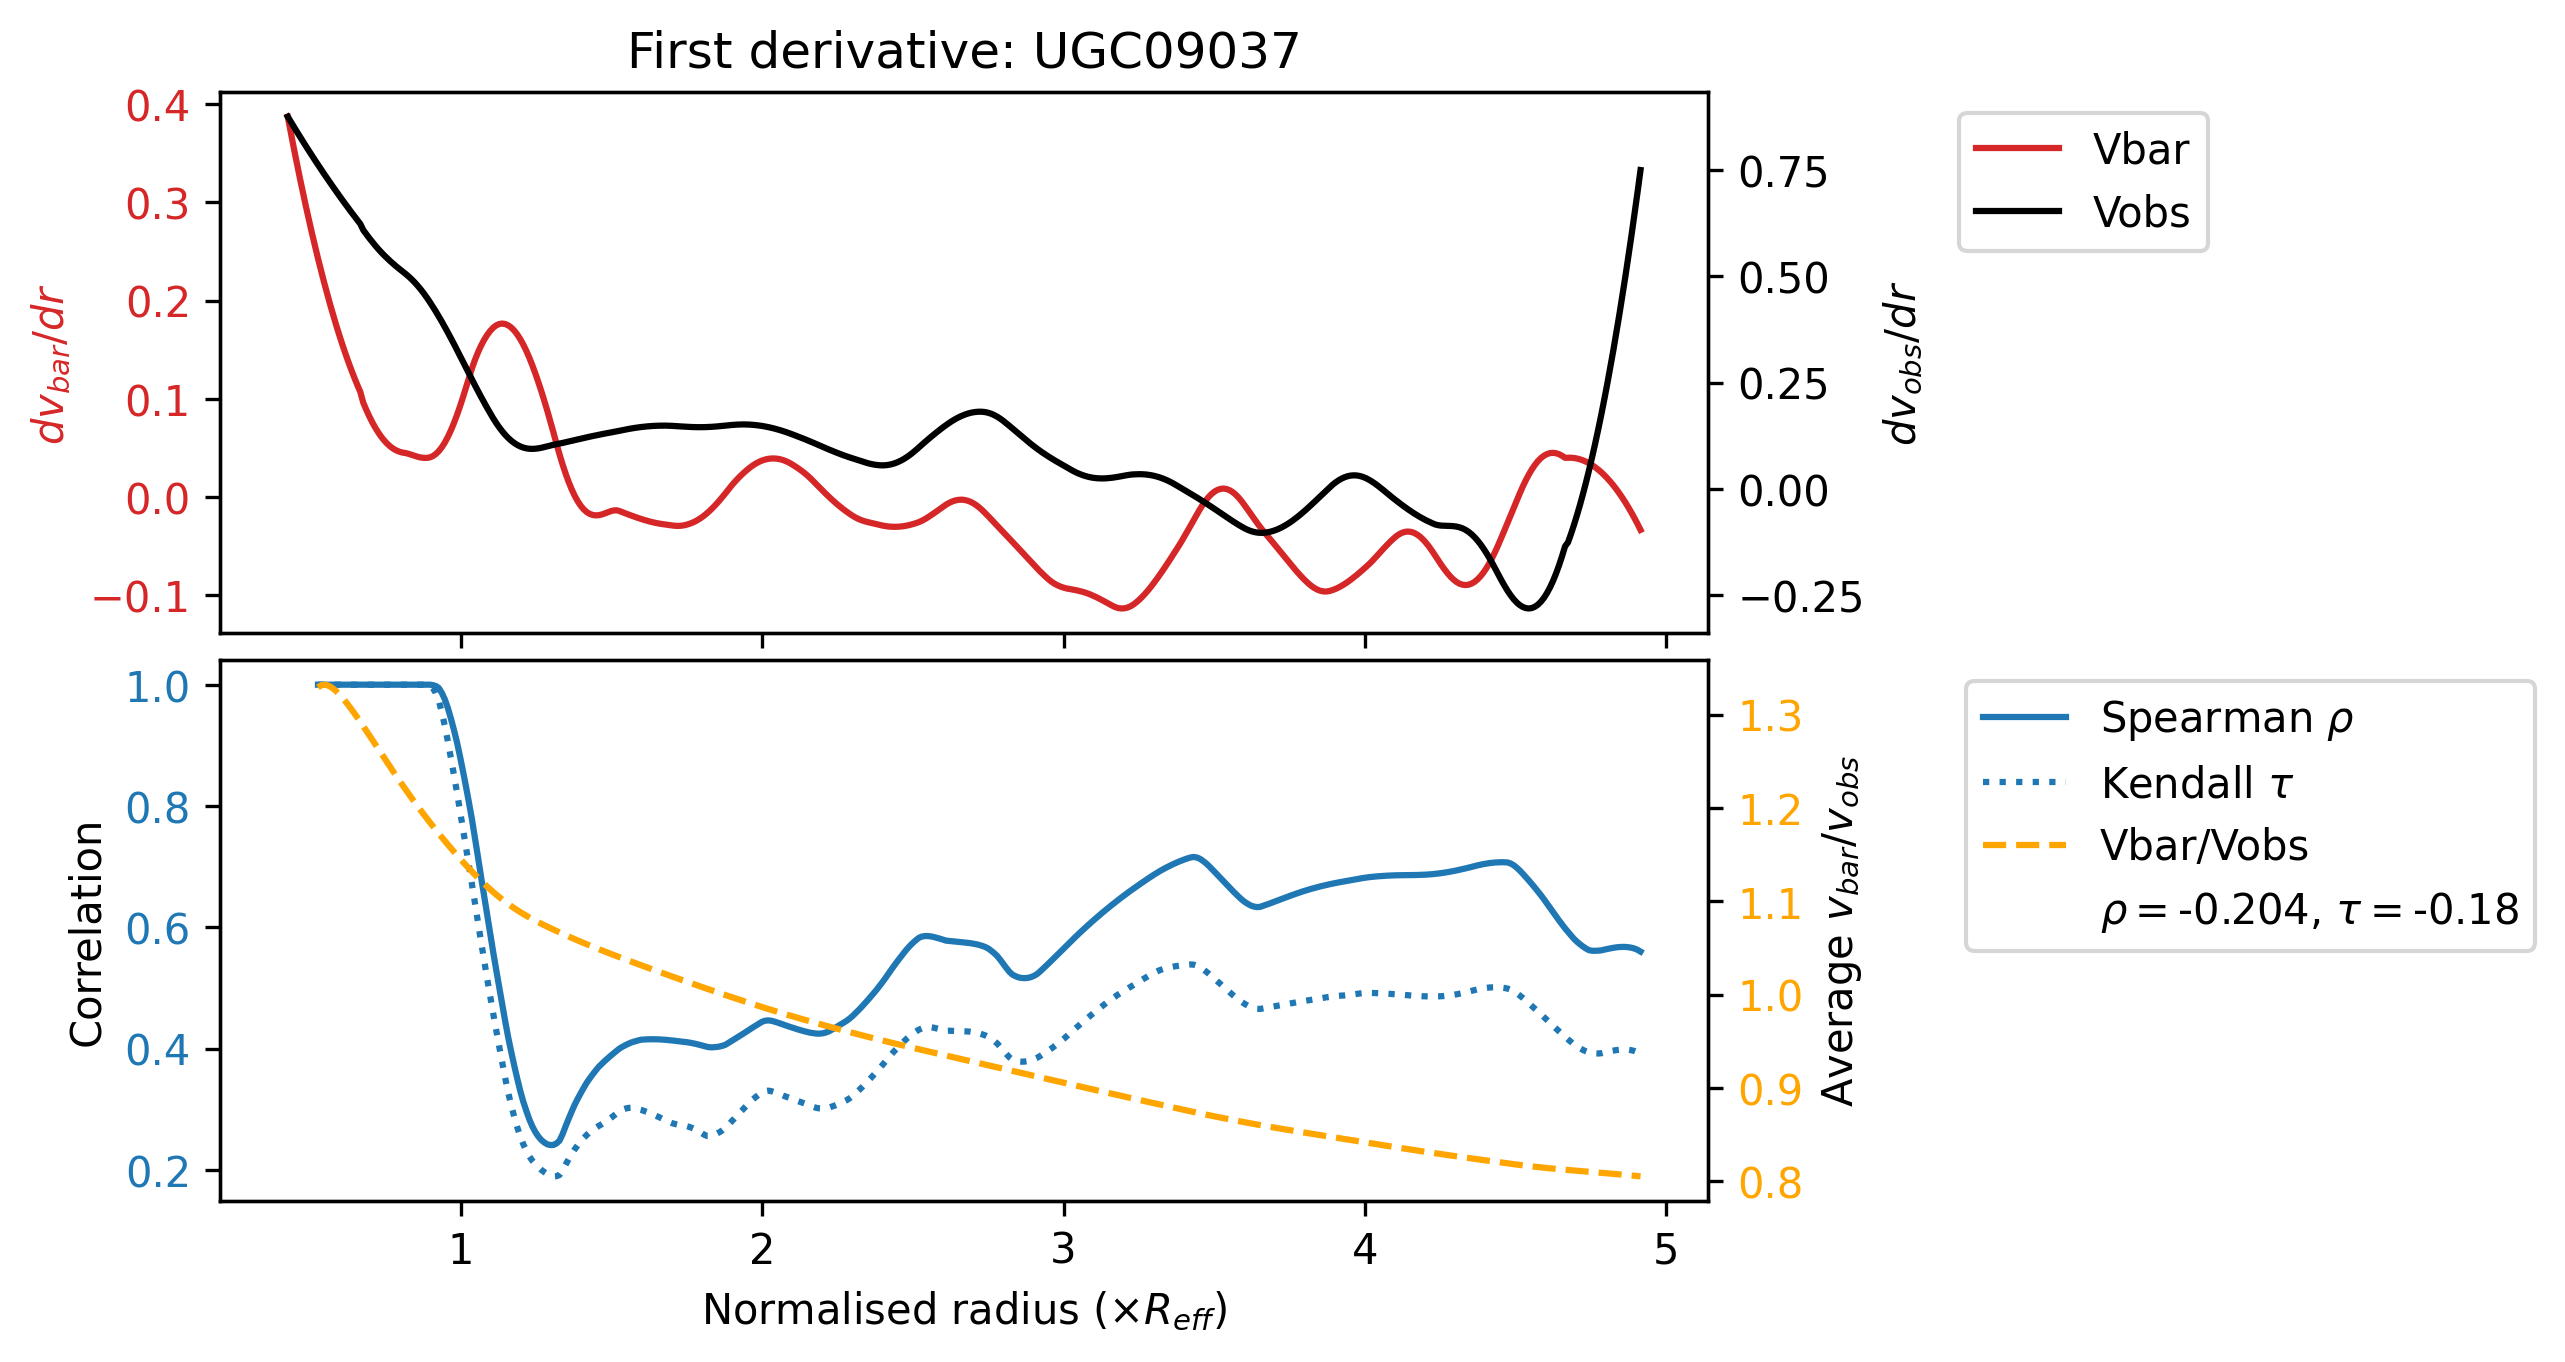 First derivative: UGC09037
0.4
0.3
0.2
0.1
0.0
−0.1
dv_bar/dr
0.75
0.50
0.25
0.00
−0.25
dv_obs/dr
Vbar
Vobs
1.0
0.8
0.6
0.4
0.2
Correlation
1.3
1.2
1.1
1.0
0.9
0.8
Average v_bar/v_obs
Spearman ρ
Kendall τ
Vbar/Vobs
ρ = -0.204, τ = -0.18
1 2 3 4 5
Normalised radius (×R_eff)